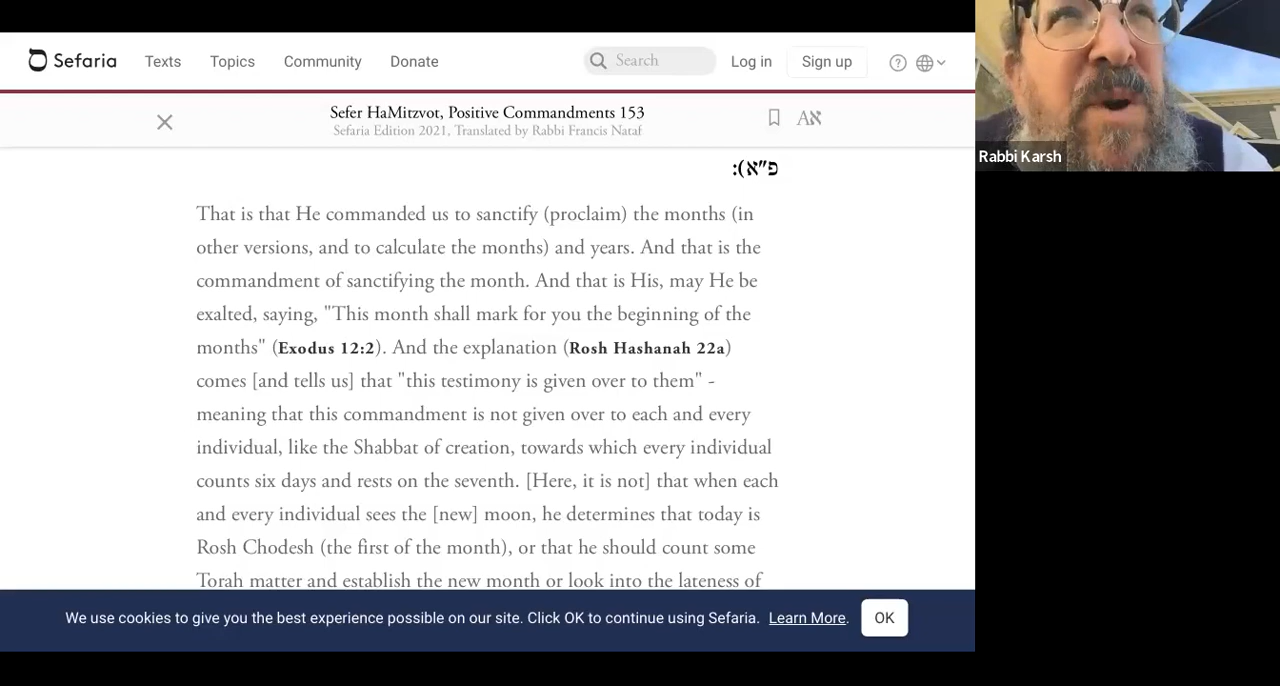 Sefaria Texts Topics Community Donate Search Log in Sign up
Sefer HaMitzvot, Positive Commandments 153
Sefaria Edition 2021, Translated by Rabbi Francis Nataf
Rabbi Karsh
פ״א):
That is that He commanded us to sanctify (proclaim) the months (in
other versions, and to calculate the months) and years. And that is the
commandment of sanctifying the month. And that is His, may He be
exalted, saying, "This month shall mark for you the beginning of the
months" (Exodus 12:2). And the explanation (Rosh Hashanah 22a)
comes [and tells us] that "this testimony is given over to them" -
meaning that this commandment is not given over to each and every
individual, like the Shabbat of creation, towards which every individual
counts six days and rests on the seventh. [Here, it is not] that when each
and every individual sees the [new] moon, he determines that today is
Rosh Chodesh (the first of the month), or that he should count some
Torah matter and establish the new month or look into the lateness of
We use cookies to give you the best experience possible on our site. Click OK to continue using Sefaria. Learn More. OK